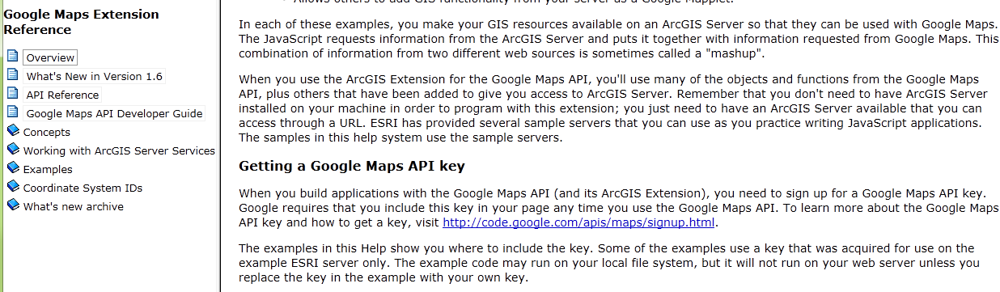 Google Maps Extension
Reference
Overview
What's New in Version 1.6
API Reference
Google Maps API Developer Guide
Concepts
Working with ArcGIS Server Services
Examples
Coordinate System IDs
What's new archive
Allows others to add GIS functionality from your server as a Google Mapplet.
In each of these examples, you make your GIS resources available on an ArcGIS Server so that they can be used with Google Maps.
The JavaScript requests information from the ArcGIS Server and puts it together with information requested from Google Maps. This
combination of information from two different web sources is sometimes called a "mashup".
When you use the ArcGIS Extension for the Google Maps API, you'll use many of the objects and functions from the Google Maps
API, plus others that have been added to give you access to ArcGIS Server. Remember that you don't need to have ArcGIS Server
installed on your machine in order to program with this extension; you just need to have an ArcGIS Server available that you can
access through a URL. ESRI has provided several sample servers that you can use as you practice writing JavaScript applications.
The samples in this help system use the sample servers.
Getting a Google Maps API key
When you build applications with the Google Maps API (and its ArcGIS Extension), you need to sign up for a Google Maps API key.
Google requires that you include this key in your page any time you use the Google Maps API. To learn more about the Google Maps
API key and how to get a key, visit http://code.google.com/apis/maps/signup.html.
The examples in this Help show you where to include the key. Some of the examples use a key that was acquired for use on the
example ESRI server only. The example code may run on your local file system, but it will not run on your web server unless you
replace the key in the example with your own key.